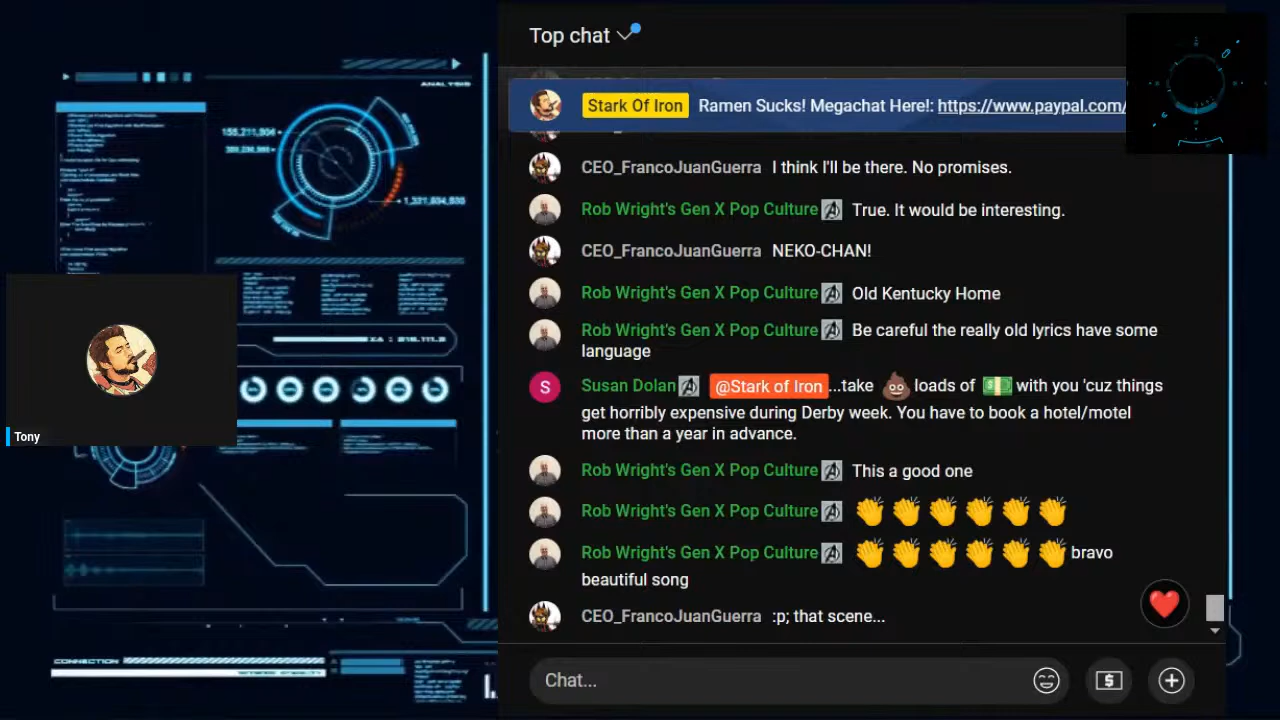 Top chat
ANALYSIS
Stark Of Iron Ramen Sucks! Megachat Here!: https://www.paypal.com/
CEO_FrancoJuanGuerra I think I'll be there. No promises.
Rob Wright's Gen X Pop Culture True. It would be interesting.
CEO_FrancoJuanGuerra NEKO-CHAN!
Rob Wright's Gen X Pop Culture Old Kentucky Home
Rob Wright's Gen X Pop Culture Be careful the really old lyrics have some
language
S Susan Dolan @Stark of Iron...take 💩 loads of 💵 with you 'cuz things
get horribly expensive during Derby week. You have to book a hotel/motel
more than a year in advance.
Tony
Rob Wright's Gen X Pop Culture This a good one
Rob Wright's Gen X Pop Culture 👏👏👏👏👏👏
Rob Wright's Gen X Pop Culture 👏👏👏👏👏👏 bravo
beautiful song
CEO_FrancoJuanGuerra :p; that scene...
CONNECTION
Chat...